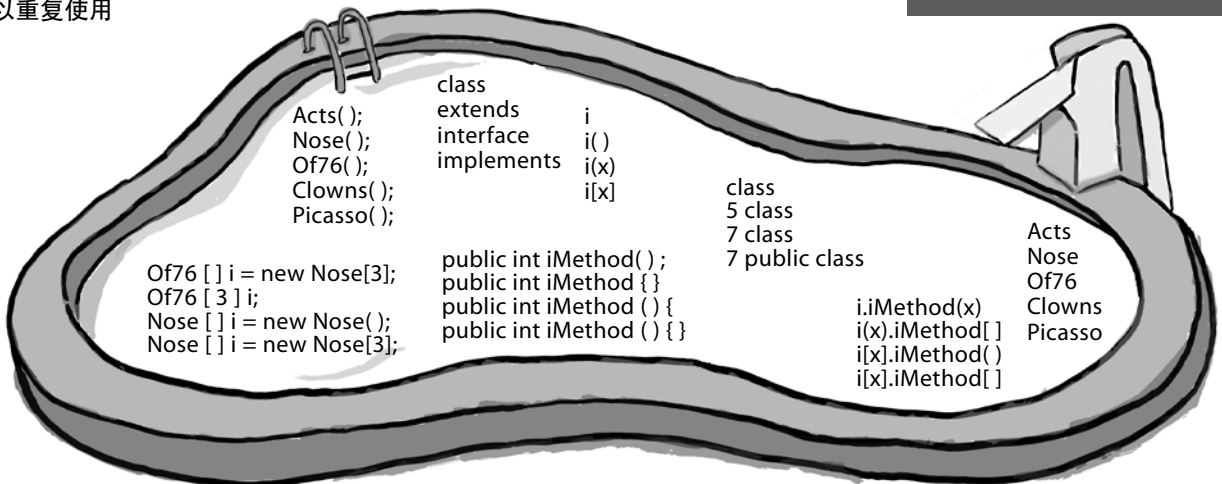 以重复使用
Acts( );
Nose( );
Of76( );
Clowns( );
Picasso( );
class
extends
interface
implements
i
i( )
i(x)
i[x]
class
5 class
7 class
7 public class
Acts
Nose
Of76
Clowns
Picasso
Of76 [ ] i = new Nose[3];
Of76 [ 3 ] i;
Nose [ ] i = new Nose( );
Nose [ ] i = new Nose[3];
public int iMethod( ) ;
public int iMethod { }
public int iMethod ( ) {
public int iMethod ( ) { }
i.iMethod(x)
i(x).iMethod[ ]
i[x].iMethod( )
i[x].iMethod[ ]